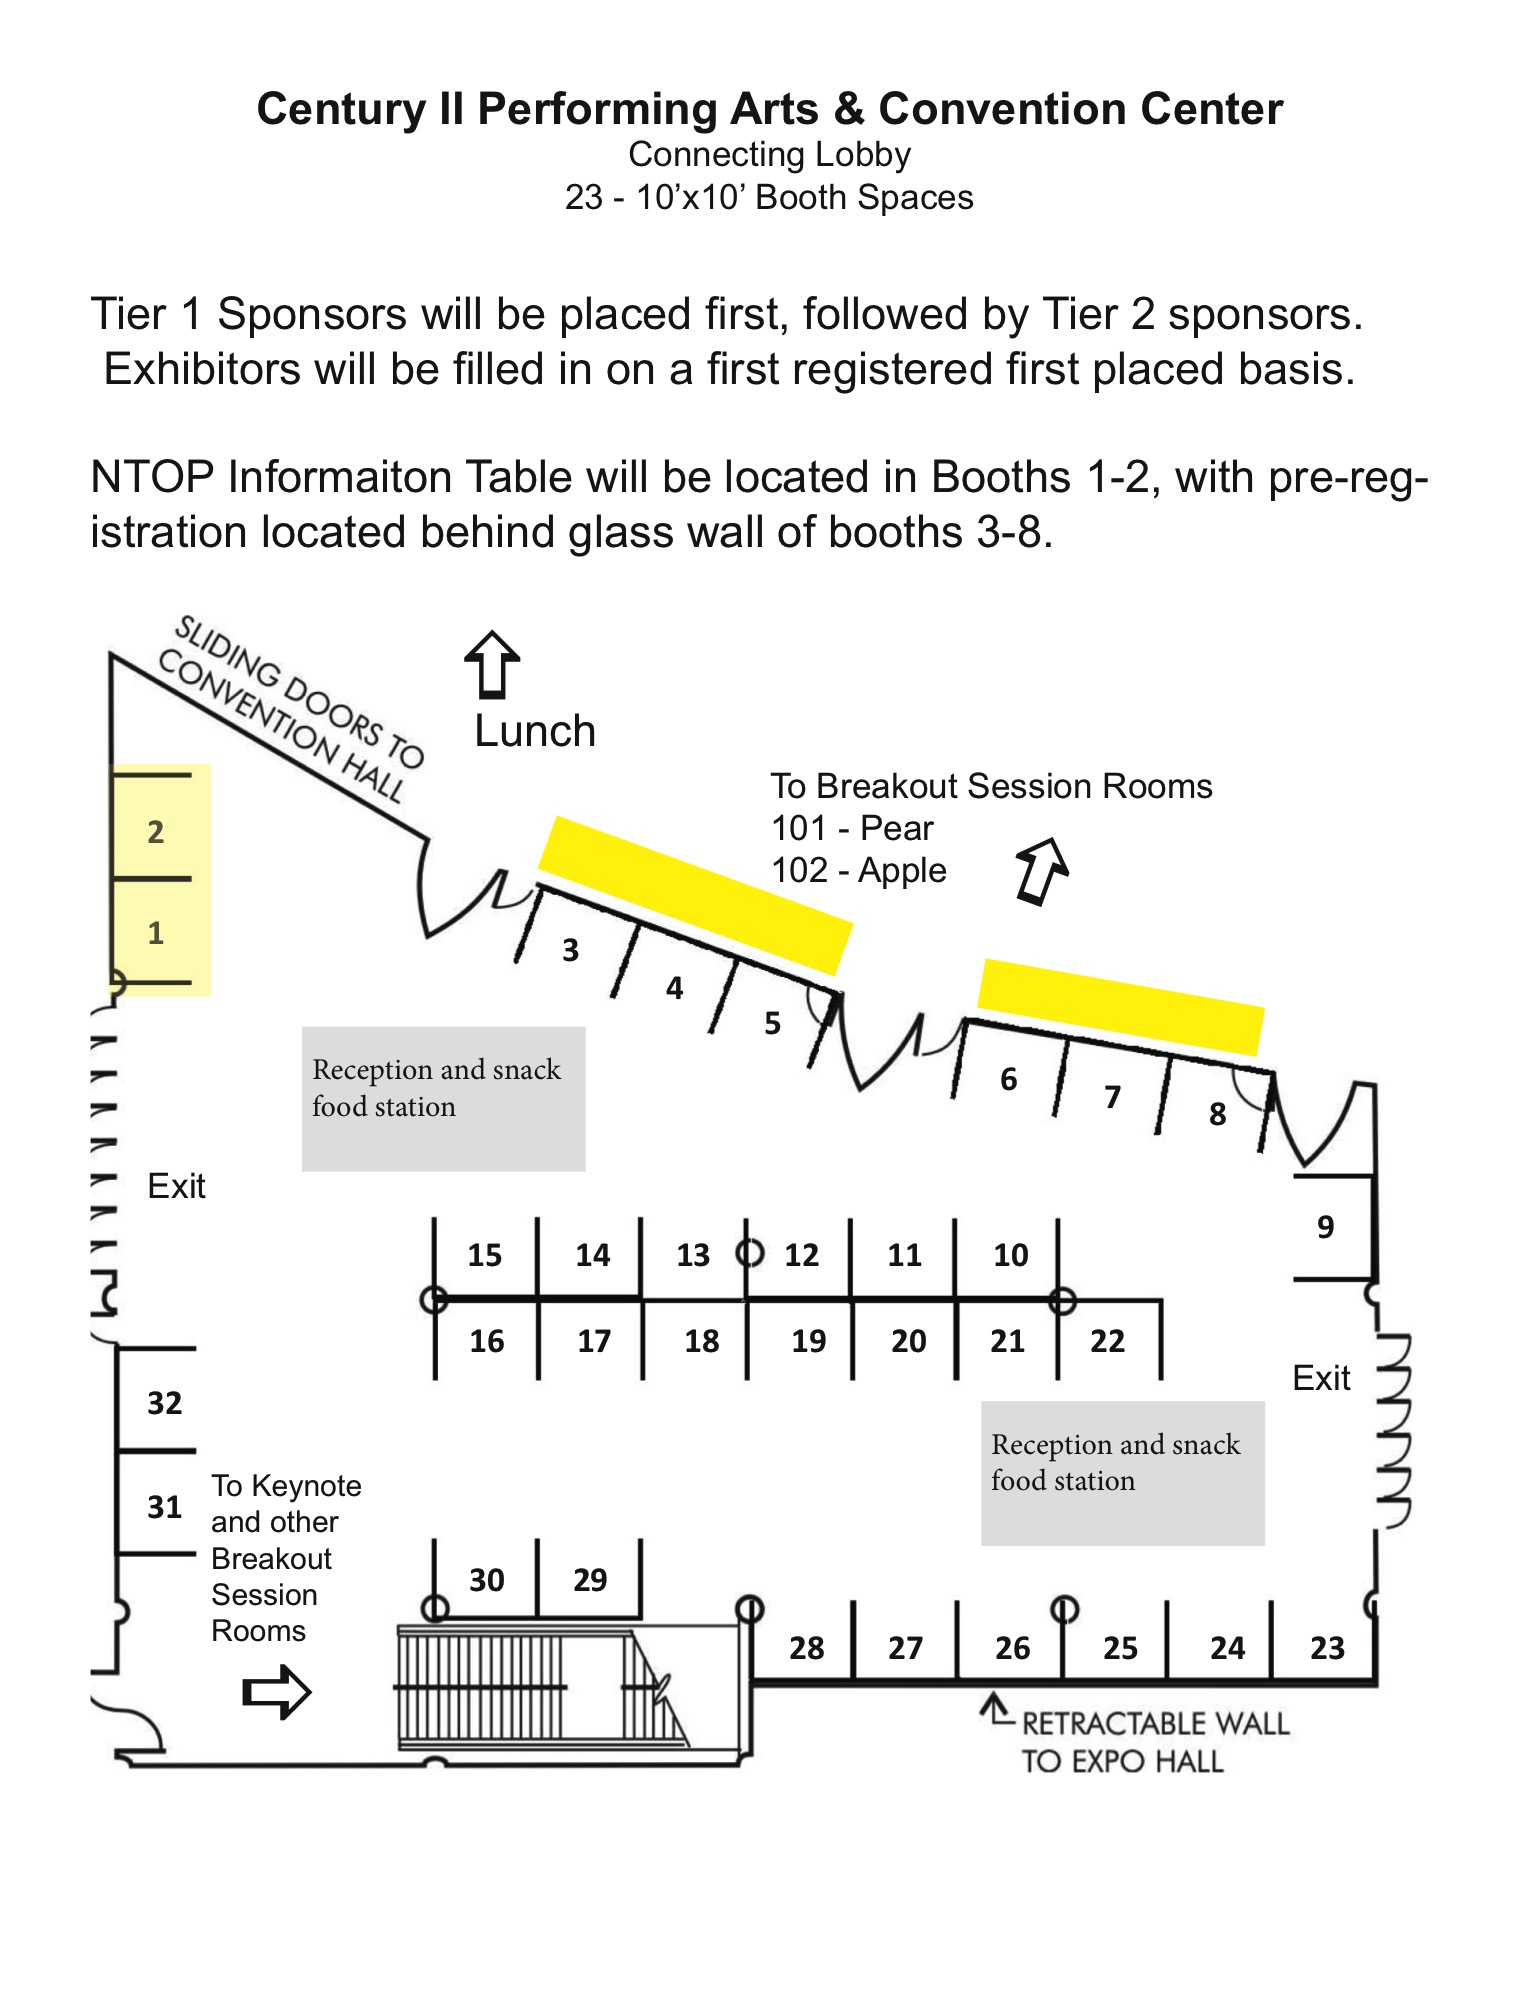 Century II Performing Arts & Convention Center
Connecting Lobby
23 - 10’x10’ Booth Spaces
Tier 1 Sponsors will be placed first, followed by Tier 2 sponsors.
Exhibitors will be filled in on a first registered first placed basis.
NTOP Informaiton Table will be located in Booths 1-2, with pre-reg-
istration located behind glass wall of booths 3-8.
SLIDING DOORS TO
CONVENTION HALL
Lunch
To Breakout Session Rooms
101 - Pear
102 - Apple
2
1
3
4
5
6
7
8
Reception and snack
food station
Exit
9
15 14 13 12 11 10
16 17 18 19 20 21 22
Exit
32
31
Reception and snack
food station
To Keynote
and other
Breakout
Session
Rooms
30 29
28 27 26 25 24 23
RETRACTABLE WALL
TO EXPO HALL